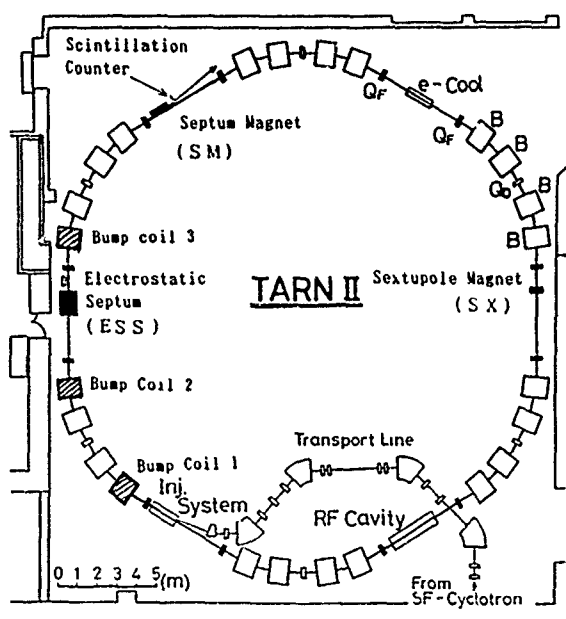 Scintillation
Counter
Septum Magnet
(SM)
e-Cool
QF
QF
B
B
QD
B
B
Bump coil 3
Electrostatic
Septum
(ESS)
TARN II
Sextupole Magnet
(SX)
Bump Coil 2
Bump Coil 1
Inj.
System
Transport Line
RF Cavity
0 1 2 3 4 5(m)
From
SF-Cyclotron